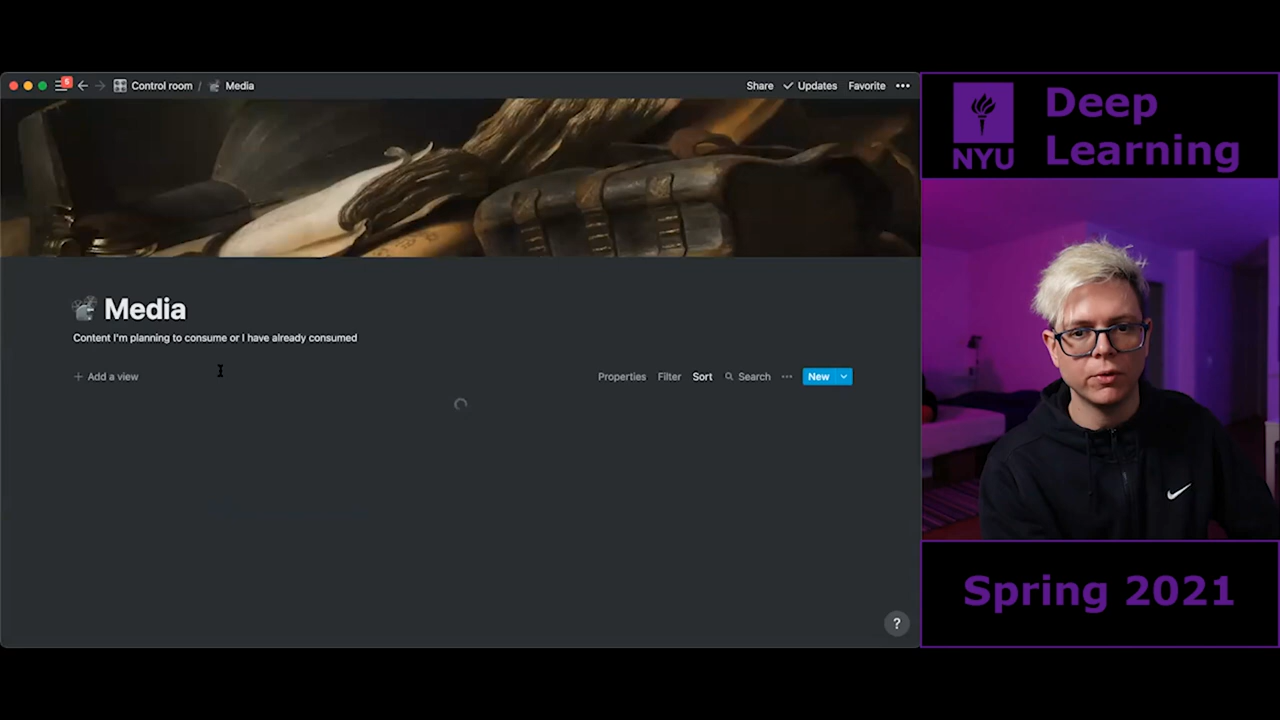 6
Control room / Media
Share Updates Favorite •••
Media
Content I'm planning to consume or I have already consumed
+ Add a view
Properties Filter Sort Search ••• New
?
NYU
Deep
Learning
Spring 2021